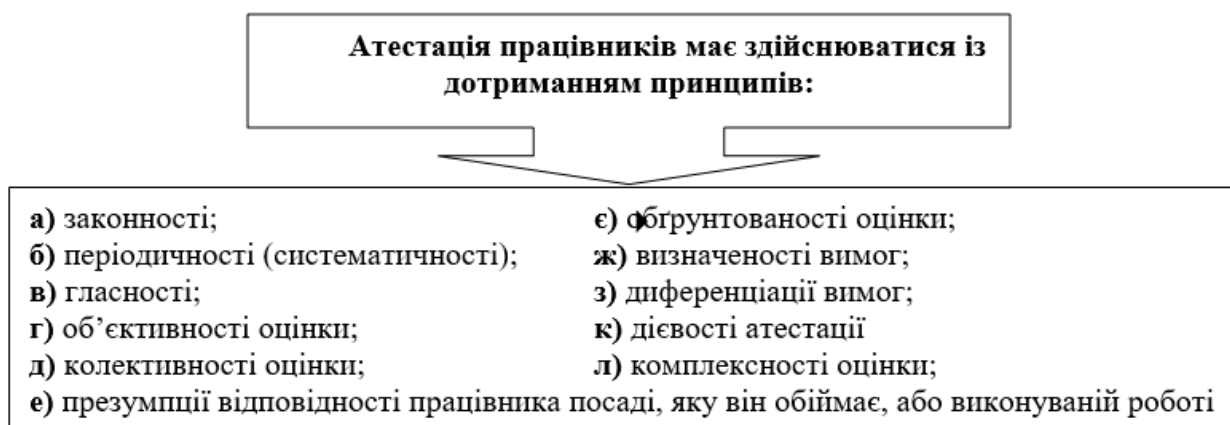 Атестація працівників має здійснюватися із
дотриманням принципів:
а) законності;
б) періодичності (систематичності);
в) гласності;
г) об’єктивності оцінки;
д) колективності оцінки;
е) презумпції відповідності працівника посаді, яку він обіймає, або виконуваній роботі
є) обґрунтованості оцінки;
ж) визначеності вимог;
з) диференціації вимог;
к) дієвості атестації
л) комплексності оцінки;